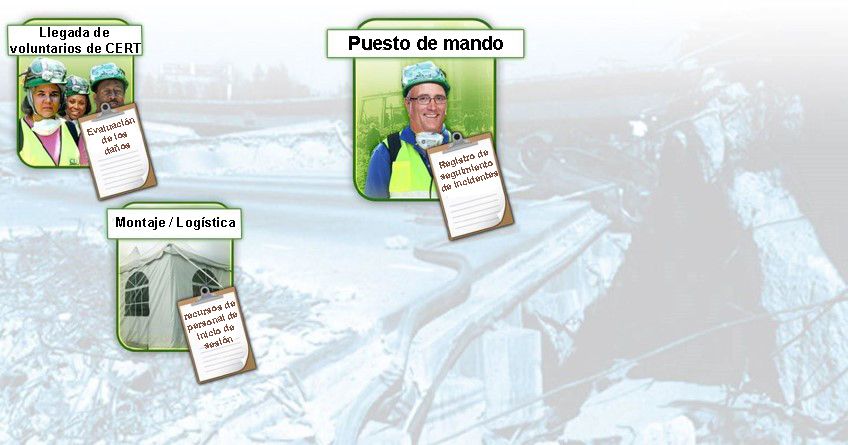 Llegada de
voluntarios de CERT
Evaluación
de los
daños
Puesto de mando
Registro de
seguimiento
de incidentes
Montaje / Logística
recursos de
personal de
inicio de
sesión